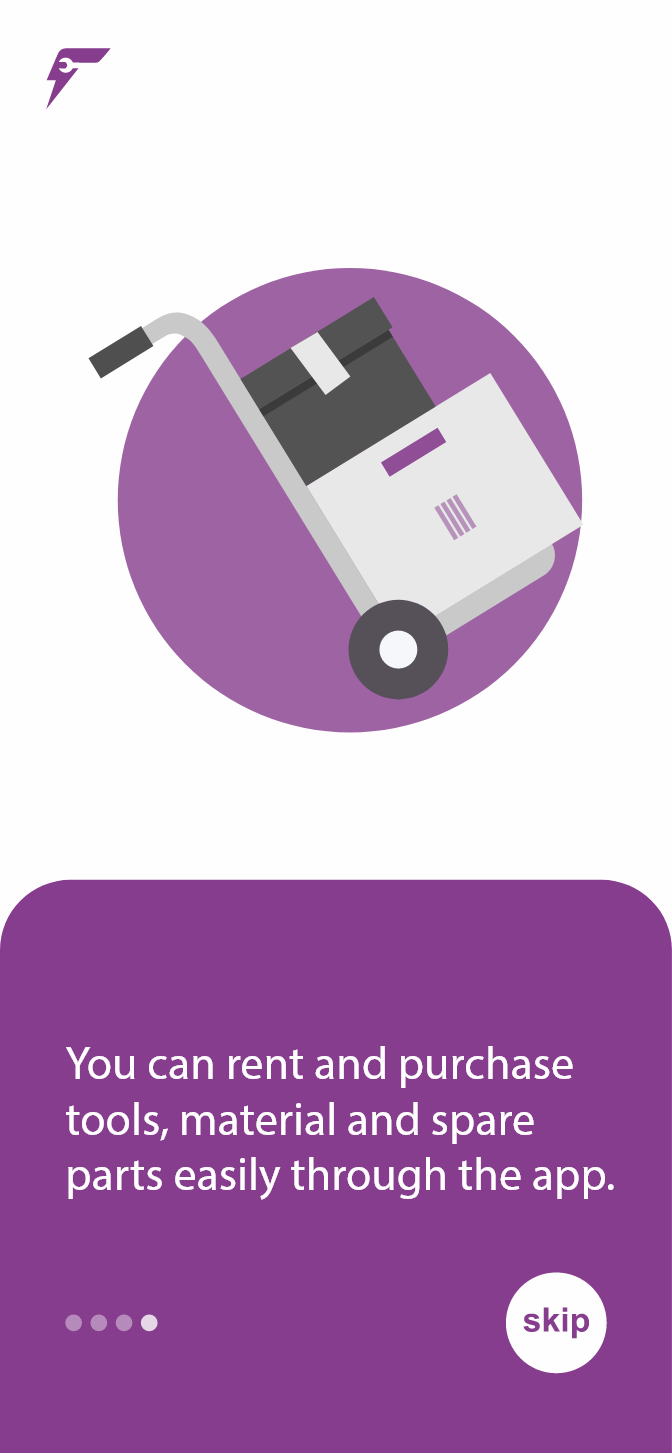 You can rent and purchase
tools, material and spare
parts easily through the app.
skip